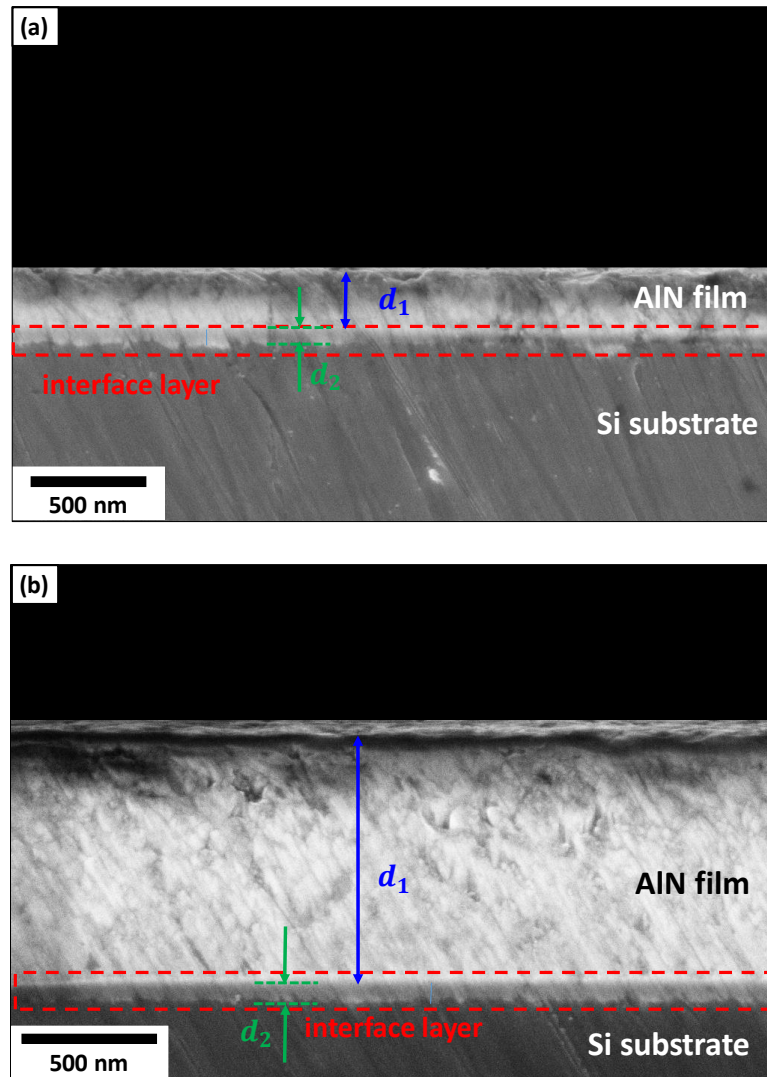 (a)
d₁
AlN film
d₂
interface layer
Si substrate
500 nm
(b)
d₁
AlN film
d₂
interface layer
Si substrate
500 nm